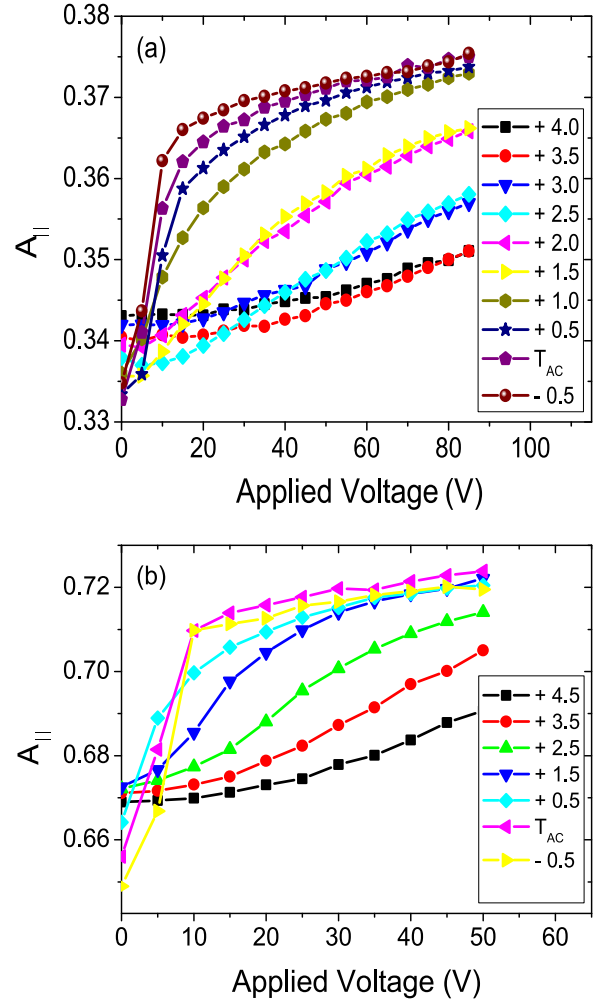 (a)
0.38
0.37
0.36
0.35
0.34
0.33
A||
0 20 40 60 80 100
Applied Voltage (V)
+ 4.0
+ 3.5
+ 3.0
+ 2.5
+ 2.0
+ 1.5
+ 1.0
+ 0.5
TAC
- 0.5
(b)
0.72
0.70
0.68
0.66
A||
0 10 20 30 40 50 60
Applied Voltage (V)
+ 4.5
+ 3.5
+ 2.5
+ 1.5
+ 0.5
TAC
- 0.5